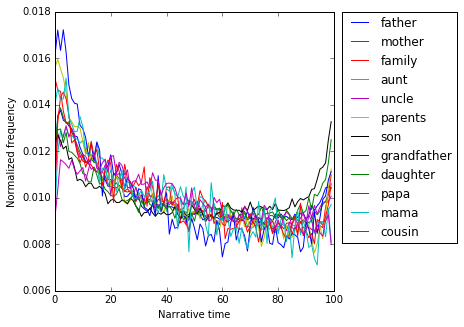 0.018
0.016
0.014
0.012
0.010
0.008
0.006
Normalized frequency
0 20 40 60 80 100
Narrative time
father
mother
family
aunt
uncle
parents
son
grandfather
daughter
papa
mama
cousin